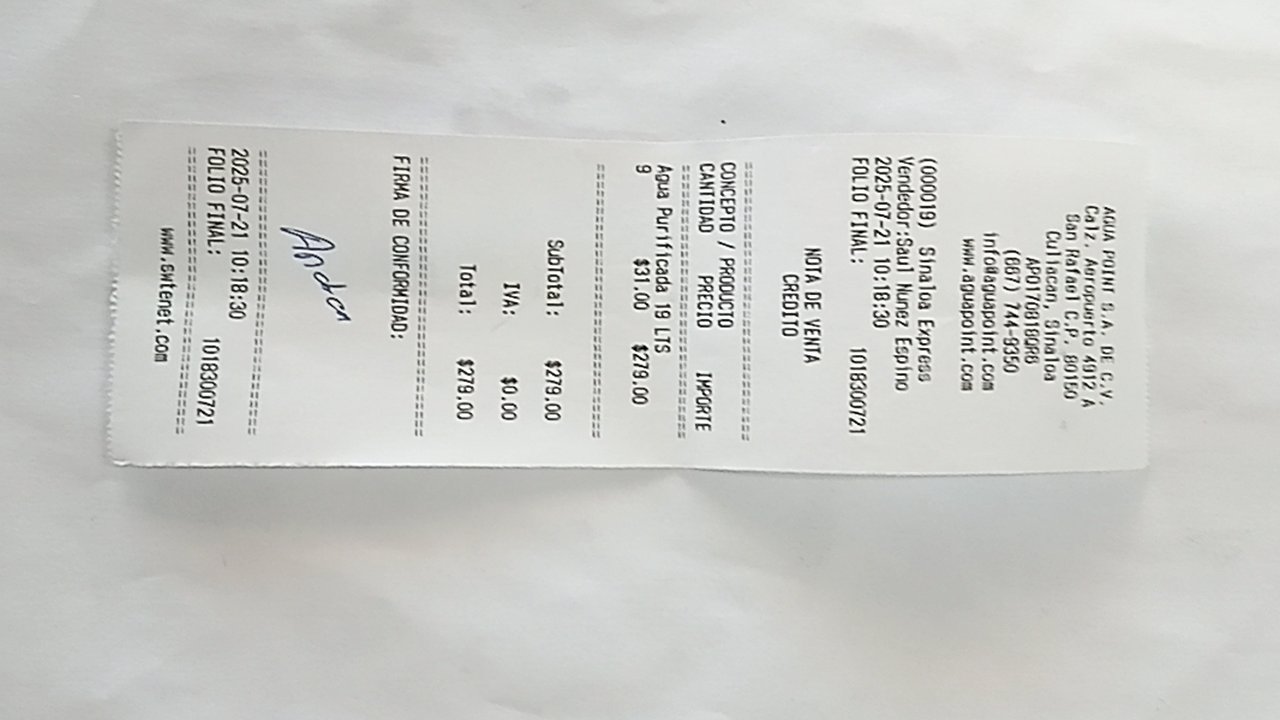 AQUA POINT S.A. DE C.V.
Calz. Aeropuerto 4912 A
San Rafael C.P. 80150
Culiacan, Sinaloa
APO170818QR6
(667) 744-9350
info@aguapoint.com
www.aguapoint.com
(000019) Sinaloa Express
Vendedor:Saul Nunez Espino
2025-07-21 10:18:30
FOLIO FINAL: 1018300721
NOTA DE VENTA
CREDITO
==============================
CONCEPTO / PRODUCTO
CANTIDAD PRECIO IMPORTE
==============================
Agua Purificada 19 LTS
9 $31.00 $279.00
==============================
SubTotal: $279.00
IVA: $0.00
Total: $279.00
==============================
FIRMA DE CONFORMIDAD:
==============================
2025-07-21 10:18:30
FOLIO FINAL: 1018300721
==============================
www.swtenet.com